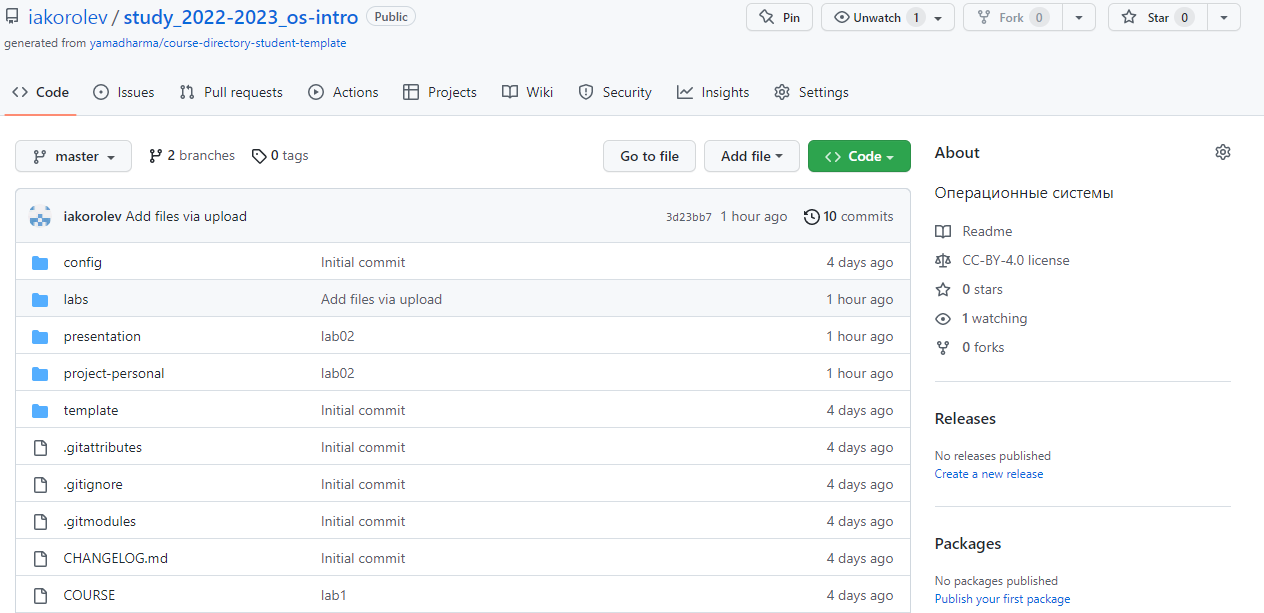 iakorolev / study_2022-2023_os-intro Public Pin Unwatch 1 Fork 0 Star 0
generated from yamadharma/course-directory-student-template
Code Issues Pull requests Actions Projects Wiki Security Insights Settings
master 2 branches 0 tags Go to file Add file Code
iakorolev Add files via upload 3d23bb7 1 hour ago 10 commits
config Initial commit 4 days ago
labs Add files via upload 1 hour ago
presentation lab02 1 hour ago
project-personal lab02 1 hour ago
template Initial commit 4 days ago
.gitattributes Initial commit 4 days ago
.gitignore Initial commit 4 days ago
.gitmodules Initial commit 4 days ago
CHANGELOG.md Initial commit 4 days ago
COURSE lab1 4 days ago
About
Операционные системы
Readme
CC-BY-4.0 license
0 stars
1 watching
0 forks
Releases
No releases published
Create a new release
Packages
No packages published
Publish your first package